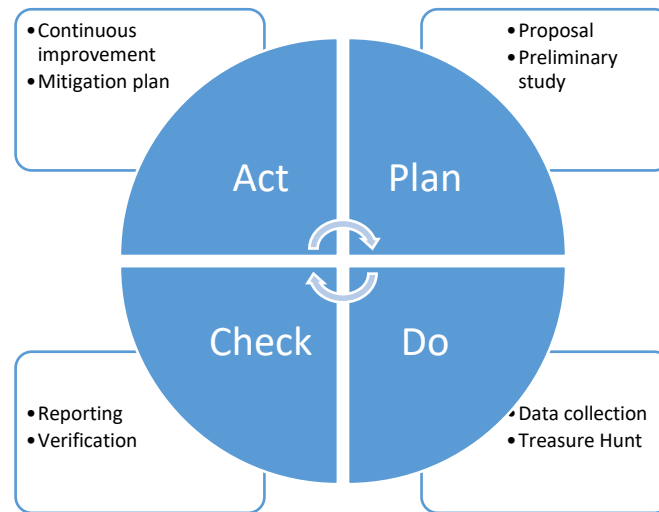 • Continuous
improvement
• Mitigation plan
• Proposal
• Preliminary
study
Act
Plan
Check
Do
• Reporting
• Verification
• Data collection
• Treasure Hunt